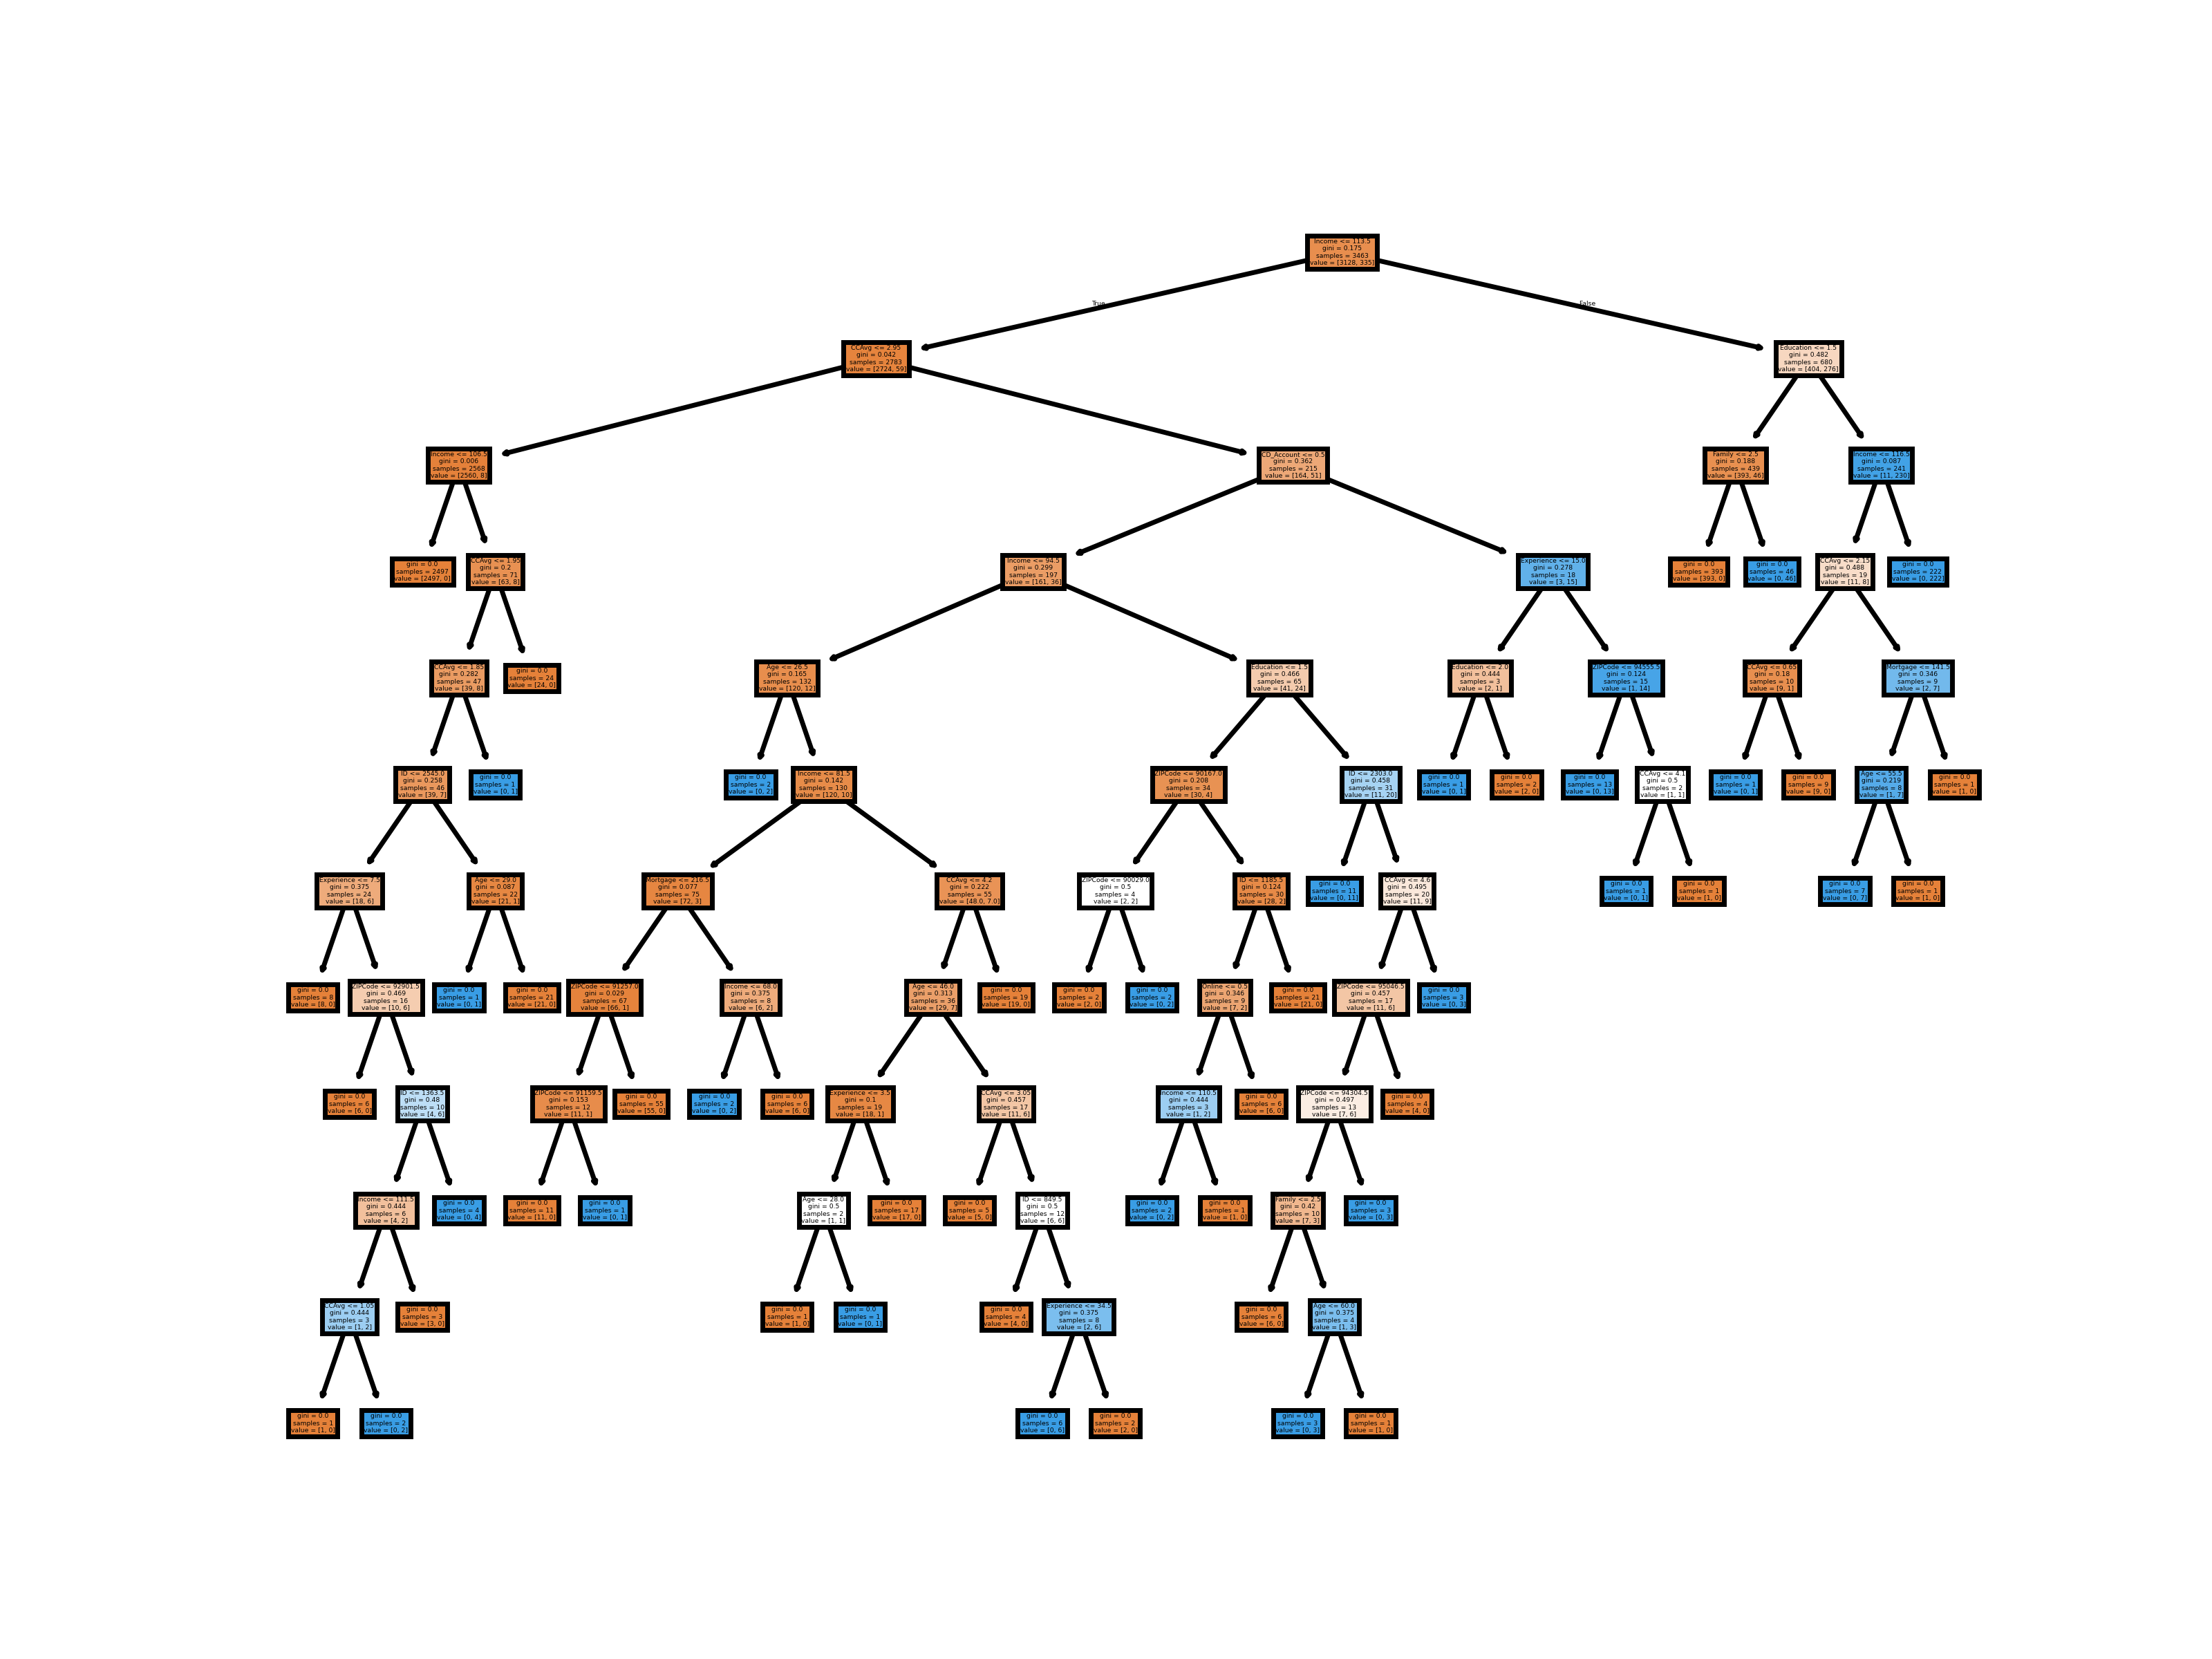 Income <= 113.5
gini = 0.175
samples = 3463
value = [3128, 335]
True
False
CCAvg <= 2.95
gini = 0.042
samples = 2783
value = [2724, 59]
Education <= 1.5
gini = 0.482
samples = 680
value = [404, 276]
Income <= 106.5
gini = 0.006
samples = 2568
value = [2560, 8]
CD_Account <= 0.5
gini = 0.362
samples = 215
value = [164, 51]
Family <= 2.5
gini = 0.188
samples = 439
value = [393, 46]
Income <= 116.5
gini = 0.087
samples = 241
value = [11, 230]
gini = 0.0
samples = 2497
value = [2497, 0]
CCAvg <= 1.95
gini = 0.2
samples = 71
value = [63, 8]
Income <= 94.5
gini = 0.299
samples = 197
value = [161, 36]
Experience <= 15.0
gini = 0.278
samples = 18
value = [3, 15]
gini = 0.0
samples = 393
value = [393, 0]
gini = 0.0
samples = 46
value = [0, 46]
CCAvg <= 2.15
gini = 0.488
samples = 19
value = [11, 8]
gini = 0.0
samples = 222
value = [0, 222]
CCAvg <= 1.85
gini = 0.282
samples = 47
value = [39, 8]
gini = 0.0
samples = 24
value = [24, 0]
Age <= 26.5
gini = 0.165
samples = 132
value = [120, 12]
Education <= 1.5
gini = 0.466
samples = 65
value = [41, 24]
Education <= 2.0
gini = 0.444
samples = 3
value = [2, 1]
ZIPCode <= 94555.5
gini = 0.124
samples = 15
value = [1, 14]
CCAvg <= 0.65
gini = 0.18
samples = 10
value = [9, 1]
Mortgage <= 141.5
gini = 0.346
samples = 9
value = [2, 7]
ID <= 2545.0
gini = 0.258
samples = 46
value = [39, 7]
gini = 0.0
samples = 1
value = [0, 1]
gini = 0.0
samples = 2
value = [0, 2]
Income <= 81.5
gini = 0.142
samples = 130
value = [120, 10]
ZIPCode <= 90167.0
gini = 0.208
samples = 34
value = [30, 4]
ID <= 2303.0
gini = 0.458
samples = 31
value = [11, 20]
gini = 0.0
samples = 1
value = [0, 1]
gini = 0.0
samples = 2
value = [2, 0]
gini = 0.0
samples = 13
value = [0, 13]
CCAvg <= 4.1
gini = 0.5
samples = 2
value = [1, 1]
gini = 0.0
samples = 1
value = [0, 1]
gini = 0.0
samples = 9
value = [9, 0]
Age <= 55.5
gini = 0.219
samples = 8
value = [1, 7]
gini = 0.0
samples = 1
value = [1, 0]
Experience <= 7.5
gini = 0.375
samples = 24
value = [18, 6]
Age <= 29.0
gini = 0.087
samples = 22
value = [21, 1]
Mortgage <= 216.5
gini = 0.077
samples = 75
value = [72, 3]
CCAvg <= 4.2
gini = 0.222
samples = 55
value = [48.0, 7.0]
ZIPCode <= 90029.0
gini = 0.5
samples = 4
value = [2, 2]
ID <= 1185.5
gini = 0.124
samples = 30
value = [28, 2]
gini = 0.0
samples = 11
value = [0, 11]
CCAvg <= 4.6
gini = 0.495
samples = 20
value = [11, 9]
gini = 0.0
samples = 1
value = [0, 1]
gini = 0.0
samples = 1
value = [1, 0]
gini = 0.0
samples = 7
value = [0, 7]
gini = 0.0
samples = 1
value = [1, 0]
gini = 0.0
samples = 8
value = [8, 0]
ZIPCode <= 92901.5
gini = 0.469
samples = 16
value = [10, 6]
gini = 0.0
samples = 1
value = [0, 1]
gini = 0.0
samples = 21
value = [21, 0]
ZIPCode <= 91257.0
gini = 0.029
samples = 67
value = [66, 1]
Income <= 68.0
gini = 0.375
samples = 8
value = [6, 2]
Age <= 46.0
gini = 0.313
samples = 36
value = [29, 7]
gini = 0.0
samples = 19
value = [19, 0]
gini = 0.0
samples = 2
value = [2, 0]
gini = 0.0
samples = 2
value = [0, 2]
Online <= 0.5
gini = 0.346
samples = 9
value = [7, 2]
gini = 0.0
samples = 21
value = [21, 0]
ZIPCode <= 95046.5
gini = 0.457
samples = 17
value = [11, 6]
gini = 0.0
samples = 3
value = [0, 3]
gini = 0.0
samples = 6
value = [6, 0]
ID <= 1363.5
gini = 0.48
samples = 10
value = [4, 6]
ZIPCode <= 91159.5
gini = 0.153
samples = 12
value = [11, 1]
gini = 0.0
samples = 55
value = [55, 0]
gini = 0.0
samples = 2
value = [0, 2]
gini = 0.0
samples = 6
value = [6, 0]
Experience <= 3.5
gini = 0.1
samples = 19
value = [18, 1]
CCAvg <= 3.05
gini = 0.457
samples = 17
value = [11, 6]
Income <= 110.5
gini = 0.444
samples = 3
value = [1, 2]
gini = 0.0
samples = 6
value = [6, 0]
ZIPCode <= 94304.5
gini = 0.497
samples = 13
value = [7, 6]
gini = 0.0
samples = 4
value = [4, 0]
Income <= 111.5
gini = 0.444
samples = 6
value = [4, 2]
gini = 0.0
samples = 4
value = [0, 4]
gini = 0.0
samples = 11
value = [11, 0]
gini = 0.0
samples = 1
value = [0, 1]
Age <= 28.0
gini = 0.5
samples = 2
value = [1, 1]
gini = 0.0
samples = 17
value = [17, 0]
gini = 0.0
samples = 5
value = [5, 0]
ID <= 849.5
gini = 0.5
samples = 12
value = [6, 6]
gini = 0.0
samples = 2
value = [0, 2]
gini = 0.0
samples = 1
value = [1, 0]
Family <= 2.5
gini = 0.42
samples = 10
value = [7, 3]
gini = 0.0
samples = 3
value = [0, 3]
CCAvg <= 1.05
gini = 0.444
samples = 3
value = [1, 2]
gini = 0.0
samples = 3
value = [3, 0]
gini = 0.0
samples = 1
value = [1, 0]
gini = 0.0
samples = 1
value = [0, 1]
gini = 0.0
samples = 4
value = [4, 0]
Experience <= 34.5
gini = 0.375
samples = 8
value = [2, 6]
gini = 0.0
samples = 6
value = [6, 0]
Age <= 60.0
gini = 0.375
samples = 4
value = [1, 3]
gini = 0.0
samples = 1
value = [1, 0]
gini = 0.0
samples = 2
value = [0, 2]
gini = 0.0
samples = 6
value = [0, 6]
gini = 0.0
samples = 2
value = [2, 0]
gini = 0.0
samples = 3
value = [0, 3]
gini = 0.0
samples = 1
value = [1, 0]